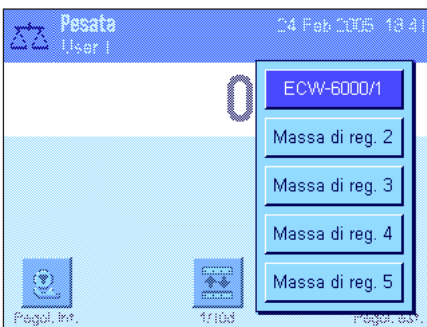 Pesata
24 Feb 2005 18:41
User 1
0
ECW-6000/1
Massa di reg. 2
Massa di reg. 3
Massa di reg. 4
Massa di reg. 5
Regol. int.
1/10d
Regol. est.